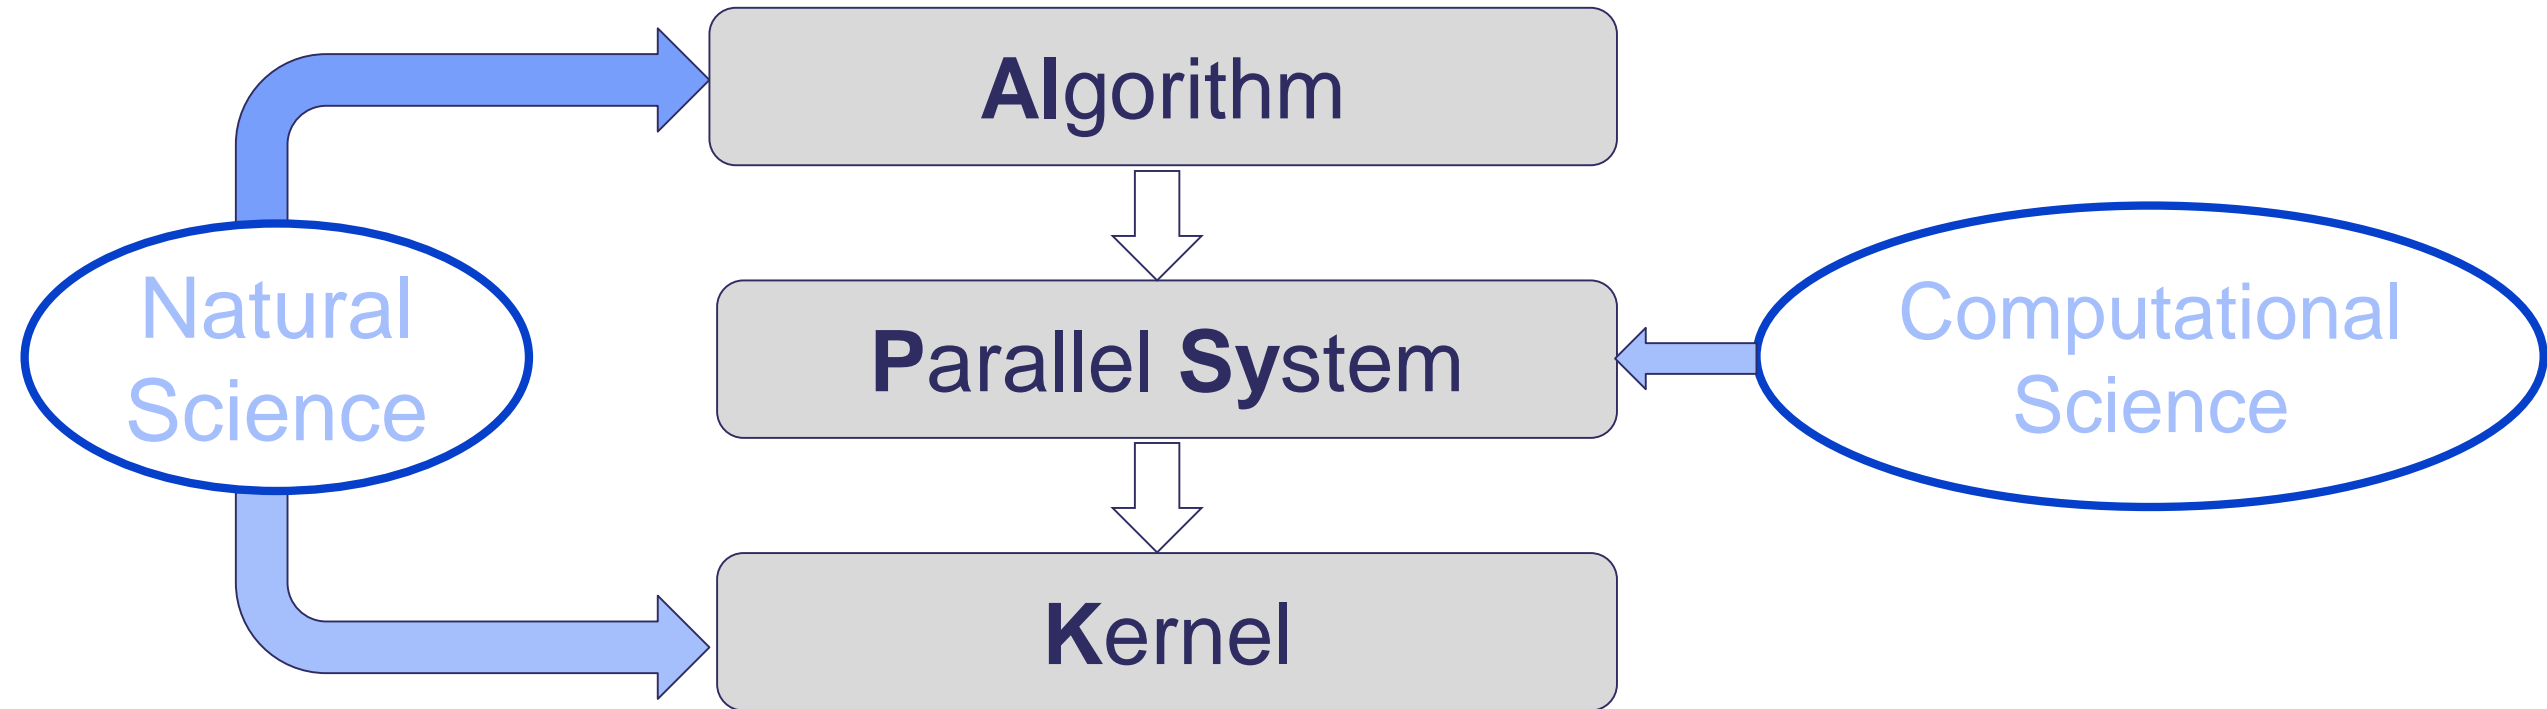 Algorithm
Natural
Science
Parallel System
Computational
Science
Kernel